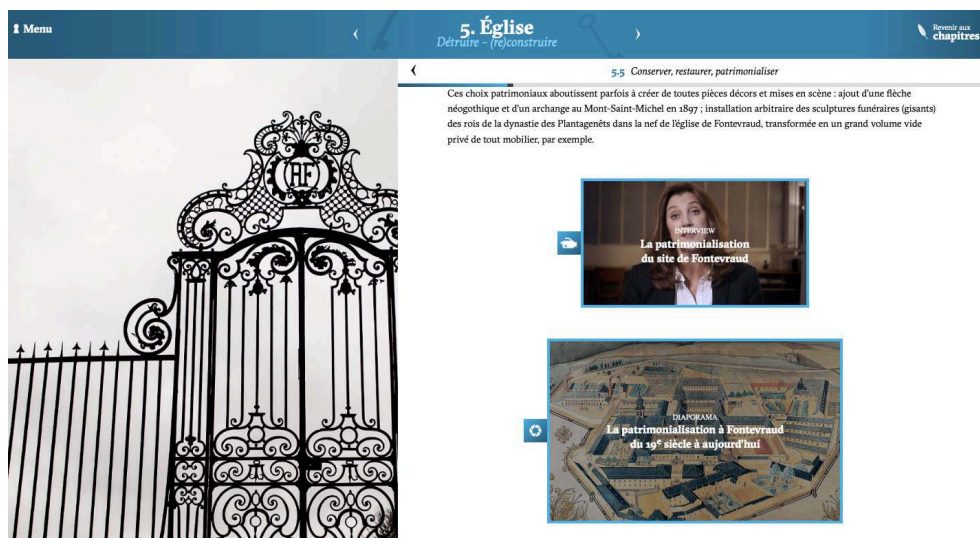 Menu
5. Église
Détruire – (re)construire
Revenir aux
chapitres
5.5 Conserver, restaurer, patrimonialiser
Ces choix patrimoniaux aboutissent parfois à créer de toutes pièces décors et mises en scène : ajout d'une flèche
néogothique et d'un archange au Mont-Saint-Michel en 1897 ; installation arbitraire des sculptures funéraires (gisants)
des rois de la dynastie des Plantagenêts dans la nef de l'église de Fontevraud, transformée en un grand volume vide
privé de tout mobilier, par exemple.
INTERVIEW
La patrimonialisation
du site de Fontevraud
DIAPORAMA
La patrimonialisation à Fontevraud
du 19e siècle à aujourd'hui